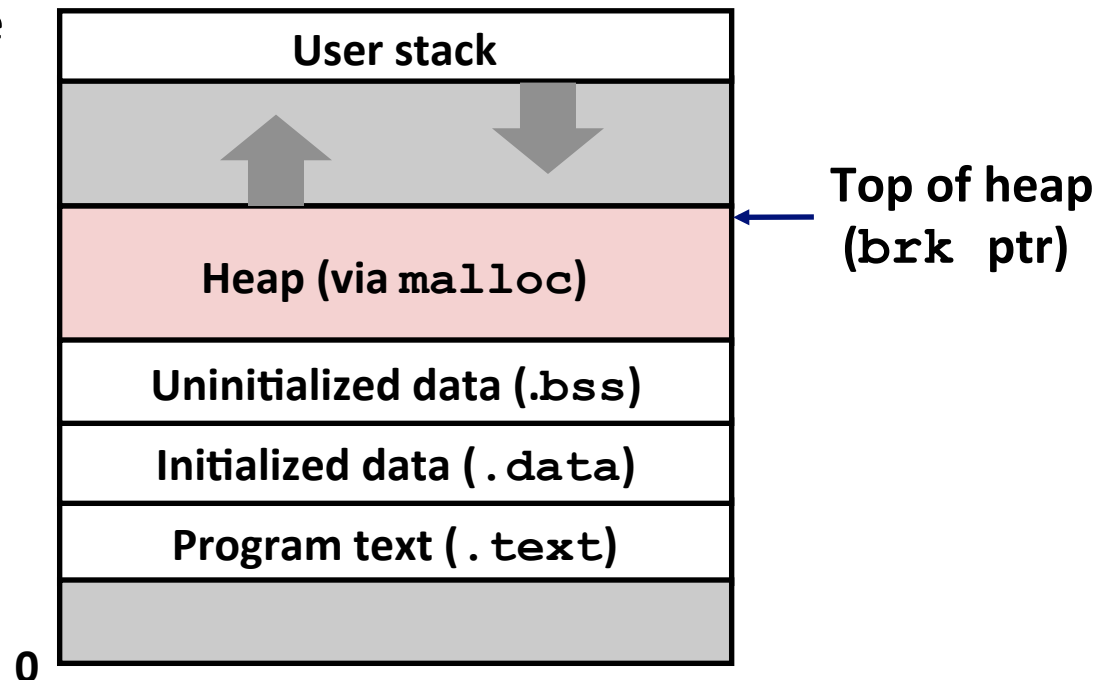 e
User stack
Top of heap
(brk ptr)
Heap (via malloc)
Uninitialized data (.bss)
Initialized data (.data)
Program text (.text)
0